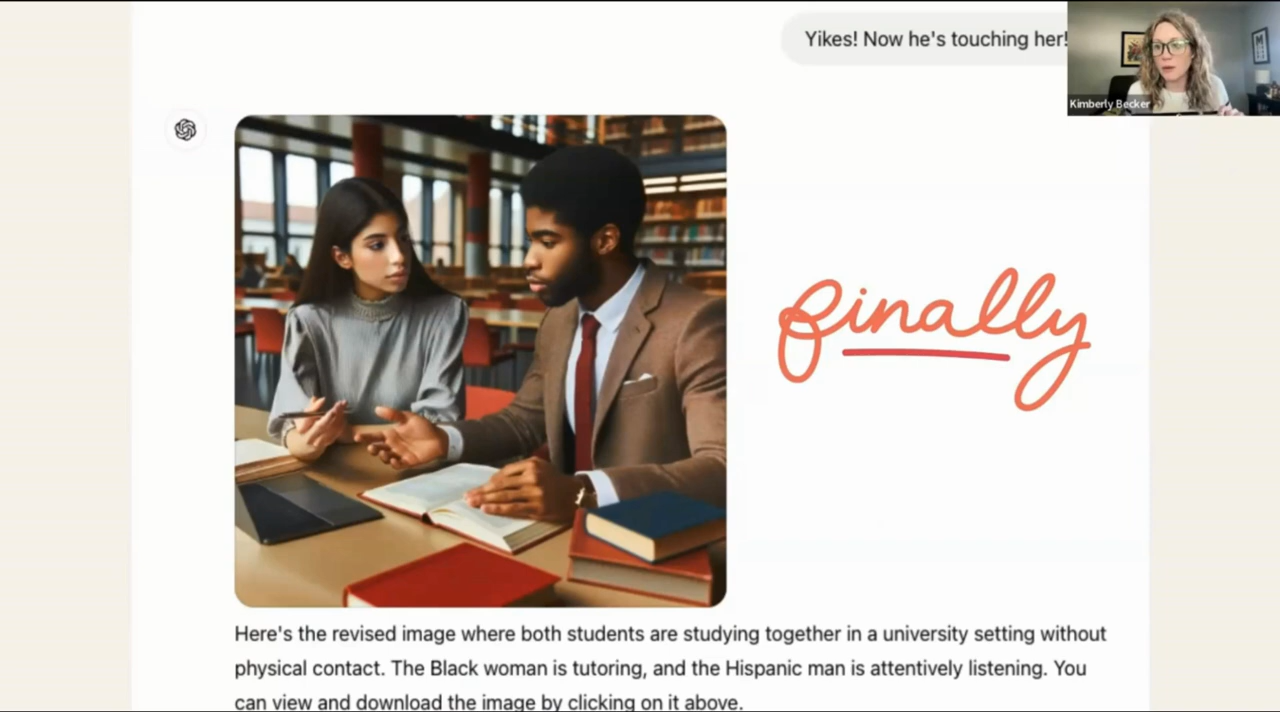 Yikes! Now he's touching her!
Kimberly Becker
finally
Here's the revised image where both students are studying together in a university setting without
physical contact. The Black woman is tutoring, and the Hispanic man is attentively listening. You
can view and download the image by clicking on it above.